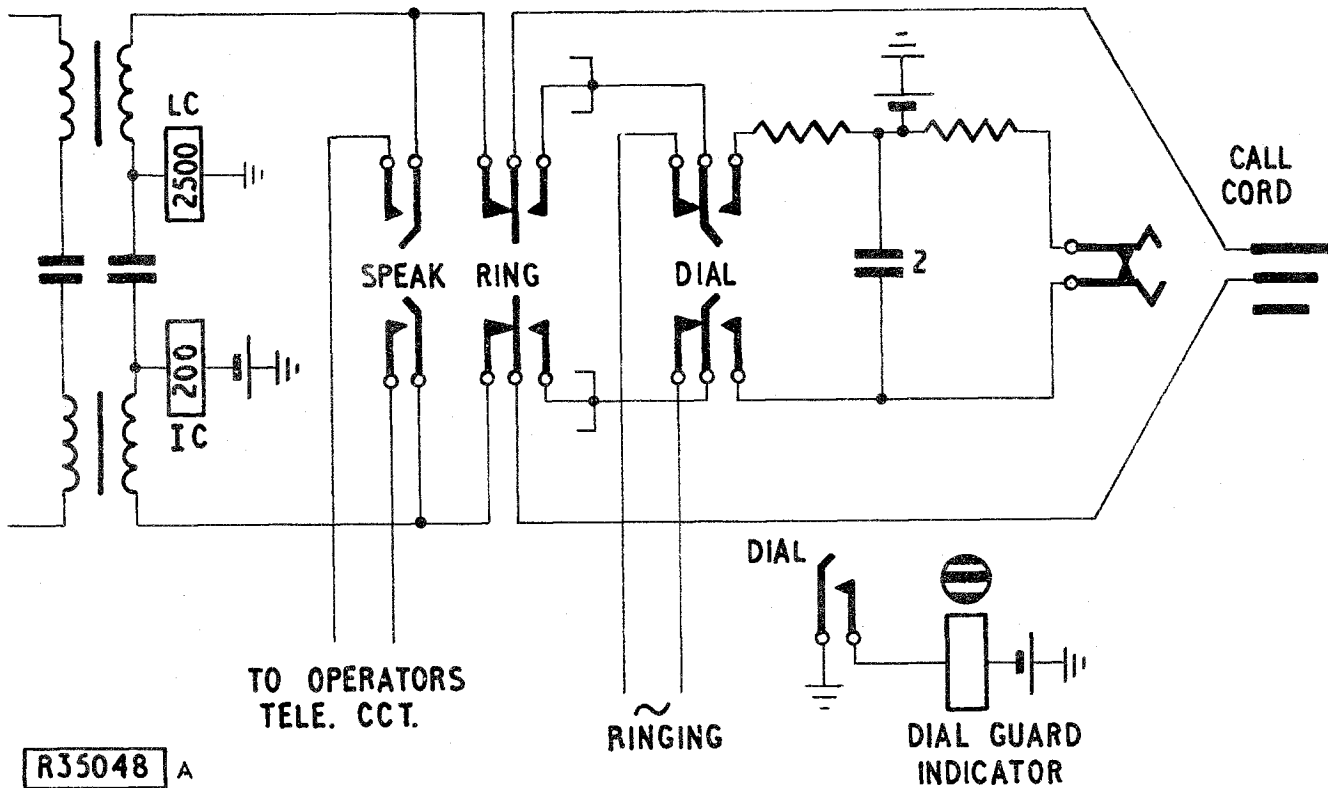 LC
2500
CALL
CORD
SPEAK RING DIAL 2
200
IC
DIAL
TO OPERATORS
TELE. CCT.
RINGING
DIAL GUARD
INDICATOR
R35048 A